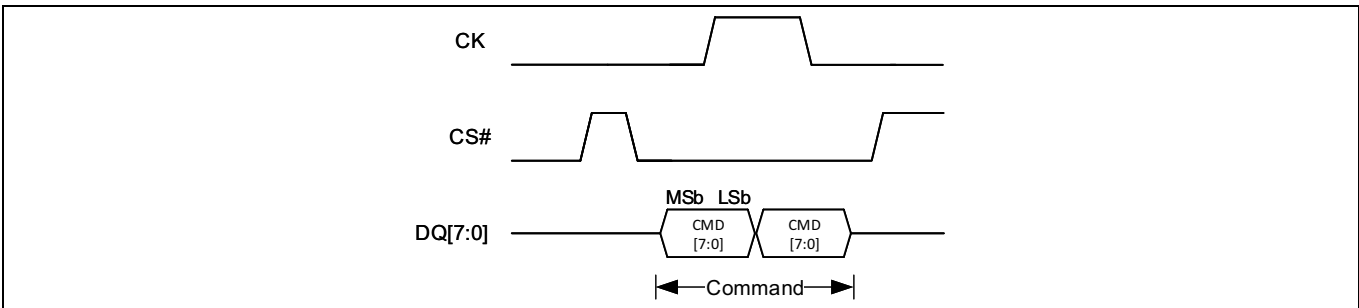 CK
CS#
MSb LSb
DQ[7:0]
CMD CMD
[7:0] [7:0]
Command